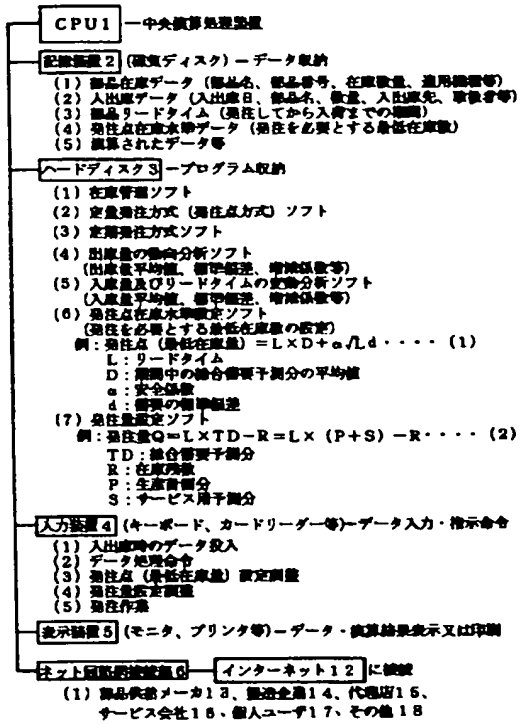 CPU1 ー中央演算処理装置
記憶装置2 (磁気ディスク)ーデータ収納
(1) 部品在庫データ (部品名、部品番号、在庫数量、適用機種等)
(2) 入出庫データ (入出庫日、部品名、数量、入出庫先、取扱者等)
(3) 部品リードタイム (発注してから入荷までの期間)
(4) 発注点在庫水準データ (発注を必要とする最低在庫数)
(5) 演算されたデータ等
ハードディスク3 ープログラム収納
(1) 在庫管理ソフト
(2) 定量発注方式 (発注点方式) ソフト
(3) 定期発注方式ソフト
(4) 出庫量の動向分析ソフト
(出庫量平均値、標準偏差、増減係数等)
(5) 入庫量及びリードタイムの変動分析ソフト
(入庫量平均値、標準偏差、増減係数等)
(6) 発注点在庫水準設定ソフト
(発注を必要とする最低在庫数の設定)
例:発注点 (最低在庫量) =L×D+α√Ld・・・・ (1)
L:リードタイム
D:期間中の総合需要予測分の平均値
α:安全係数
d:需要の標準偏差
(7) 発注量設定ソフト
例:発注量Q=L×TD-R=L× (P+S) -R・・・・ (2)
TD:総合需要予測分
R:在庫残数
P:生産計画分
S:サービス用予測分
入力装置4 (キーボード、カードリーダー等)ーデータ入力・指示命令
(1) 入出庫時のデータ投入
(2) データ処理命令
(3) 発注点 (最低在庫量) 設定調整
(4) 発注量設定調整
(5) 発注作業
表示装置5 (モニタ、プリンタ等)ーデータ・演算結果表示又は印刷
ネット回路網接続部6 インターネット12 に接続
(1) 部品供給メーカ13、製造企業14、代理店15、
サービス会社16、個人ユーザ17、その他18